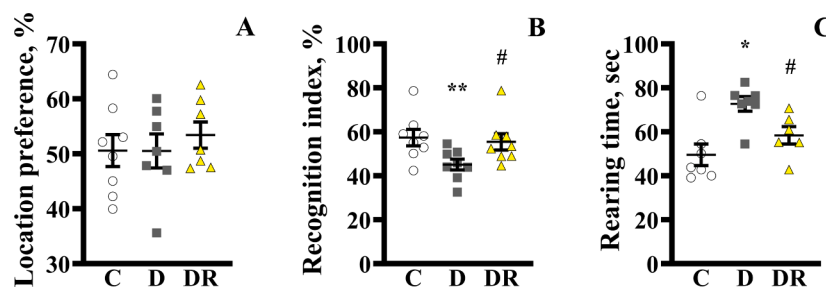 A
Location preference, %
70
60
50
40
30
C D DR
B
Recognition index, %
100
80
60
40
20
0
**
#
C D DR
C
Rearing time, sec
100
80
60
40
20
0
*
#
C D DR